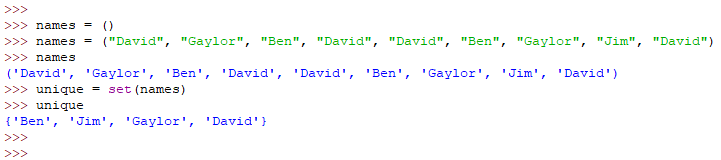 >>>
>>> names = ()
>>> names = ("David", "Gaylor", "Ben", "David", "David", "Ben", "Gaylor", "Jim", "David")
>>> names
('David', 'Gaylor', 'Ben', 'David', 'David', 'Ben', 'Gaylor', 'Jim', 'David')
>>> unique = set(names)
>>> unique
{'Ben', 'Jim', 'Gaylor', 'David'}
>>>
>>>